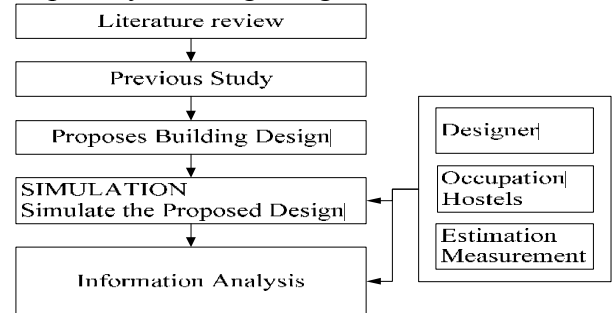 Literature review
Previous Study
Proposes Building Design
SIMULATION
Simulate the Proposed Design
Information Analysis
Designer
Occupation
Hostels
Estimation
Measurement